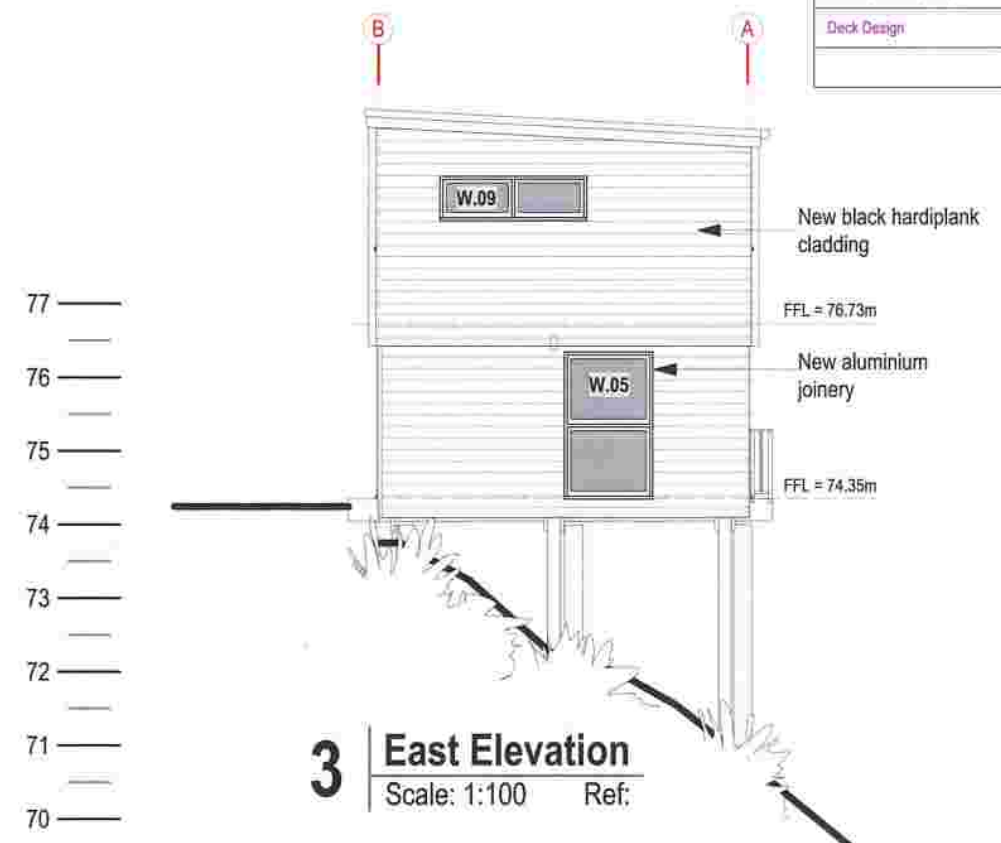 Deck Design
B
A
W.09
New black hardiplank
cladding
FFL = 76.73m
New aluminium
joinery
W.05
FFL = 74.35m
77
76
75
74
73
72
71
70
3
East Elevation
Scale: 1:100 Ref: